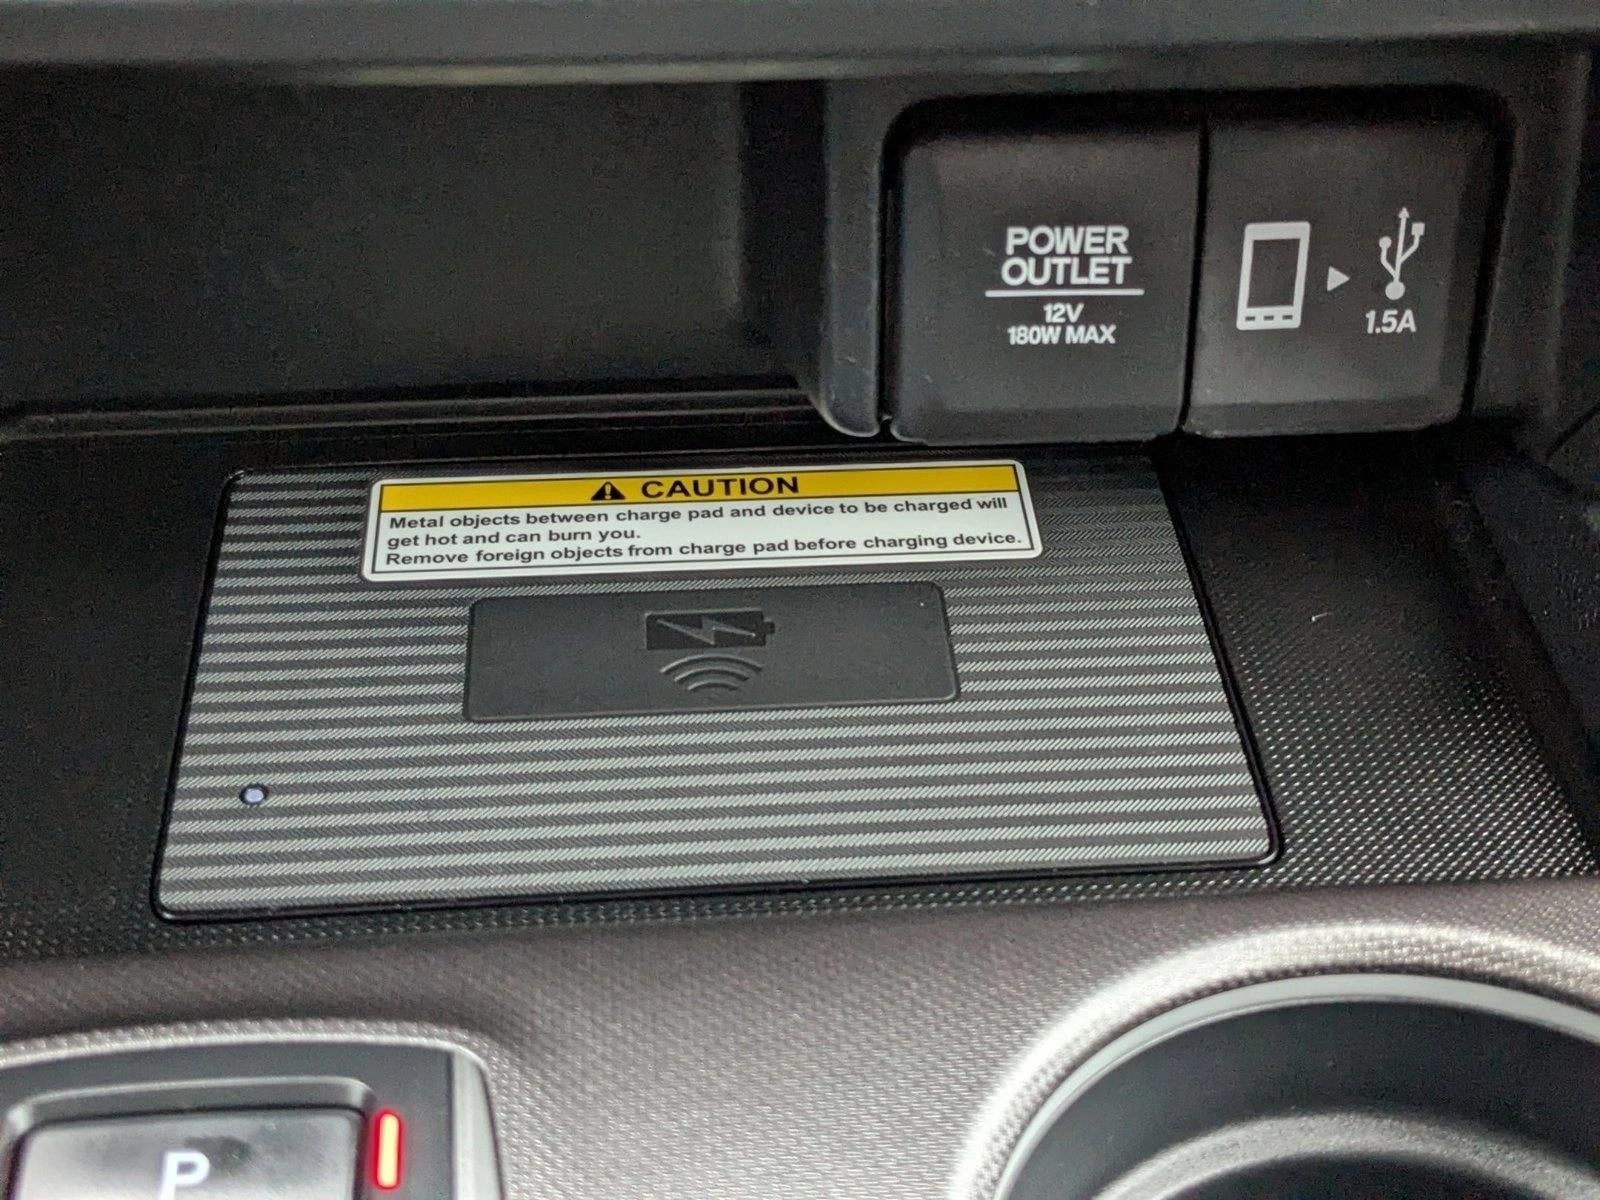 POWER
OUTLET
12V
180W MAX
1.5A
CAUTION
Metal objects between charge pad and device to be charged will
get hot and can burn you.
Remove foreign objects from charge pad before charging device.
P